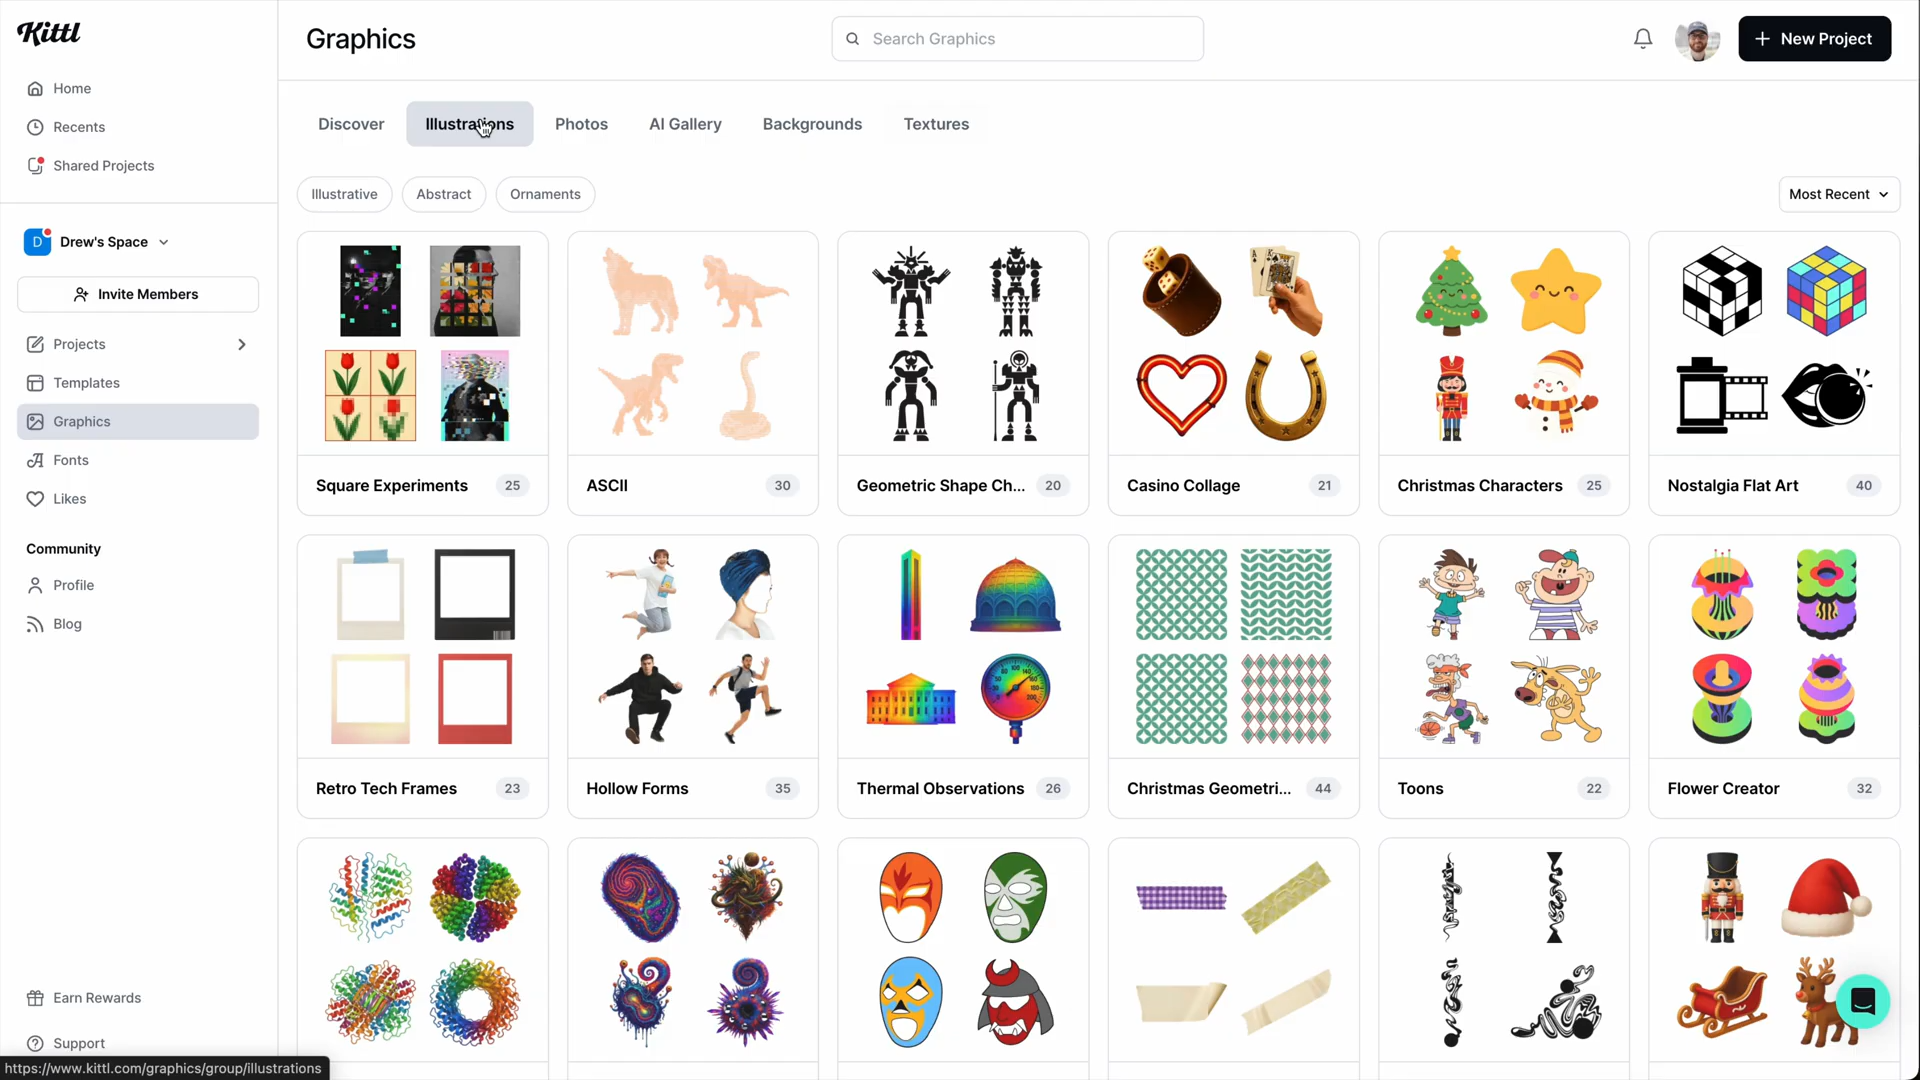 Kittl
Graphics
Search Graphics
New Project
Home
Recents
Shared Projects
D
Drew's Space
Invite Members
Projects
Templates
Graphics
Fonts
Likes
Community
Profile
Blog
Earn Rewards
Support
https://www.kittl.com/graphics/group/illustrations
Discover
Illustrations
Photos
AI Gallery
Backgrounds
Textures
Illustrative
Abstract
Ornaments
Most Recent
Square Experiments 25
ASCII 30
Geometric Shape Ch... 20
Casino Collage 21
Christmas Characters 25
Nostalgia Flat Art 40
Retro Tech Frames 23
Hollow Forms 35
Thermal Observations 26
Christmas Geometri... 44
Toons 22
Flower Creator 32